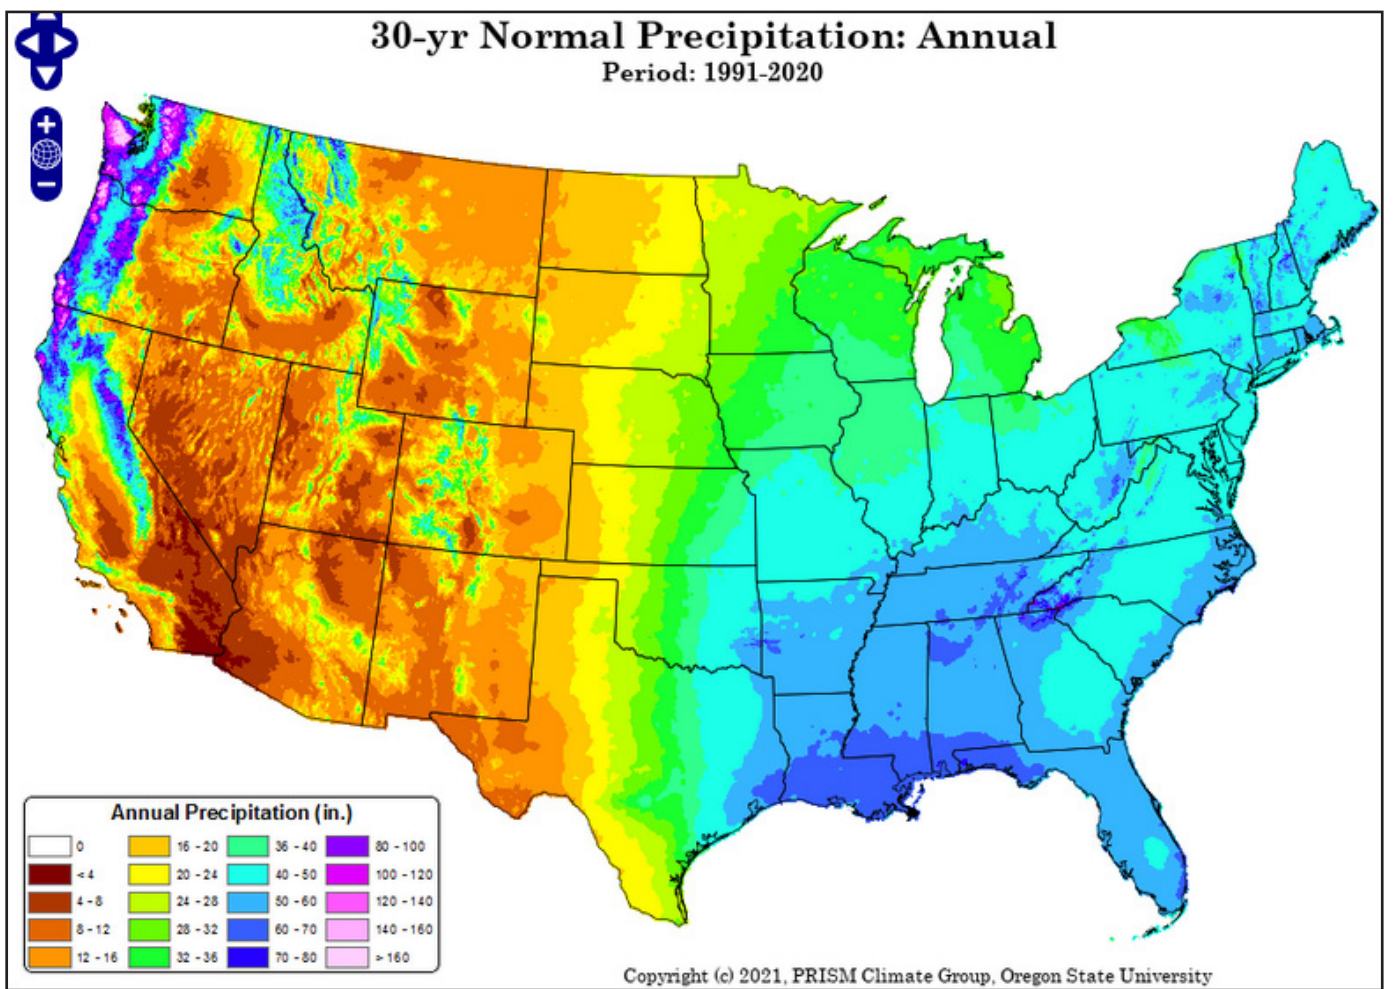 30-yr Normal Precipitation: Annual
Period: 1991-2020
+
−
Annual Precipitation (in.)
0
< 4
4 - 8
8 - 12
12 - 16
16 - 20
20 - 24
24 - 28
28 - 32
32 - 36
36 - 40
40 - 50
50 - 60
60 - 70
70 - 80
80 - 100
100 - 120
120 - 140
140 - 160
> 160
Copyright (c) 2021, PRISM Climate Group, Oregon State University